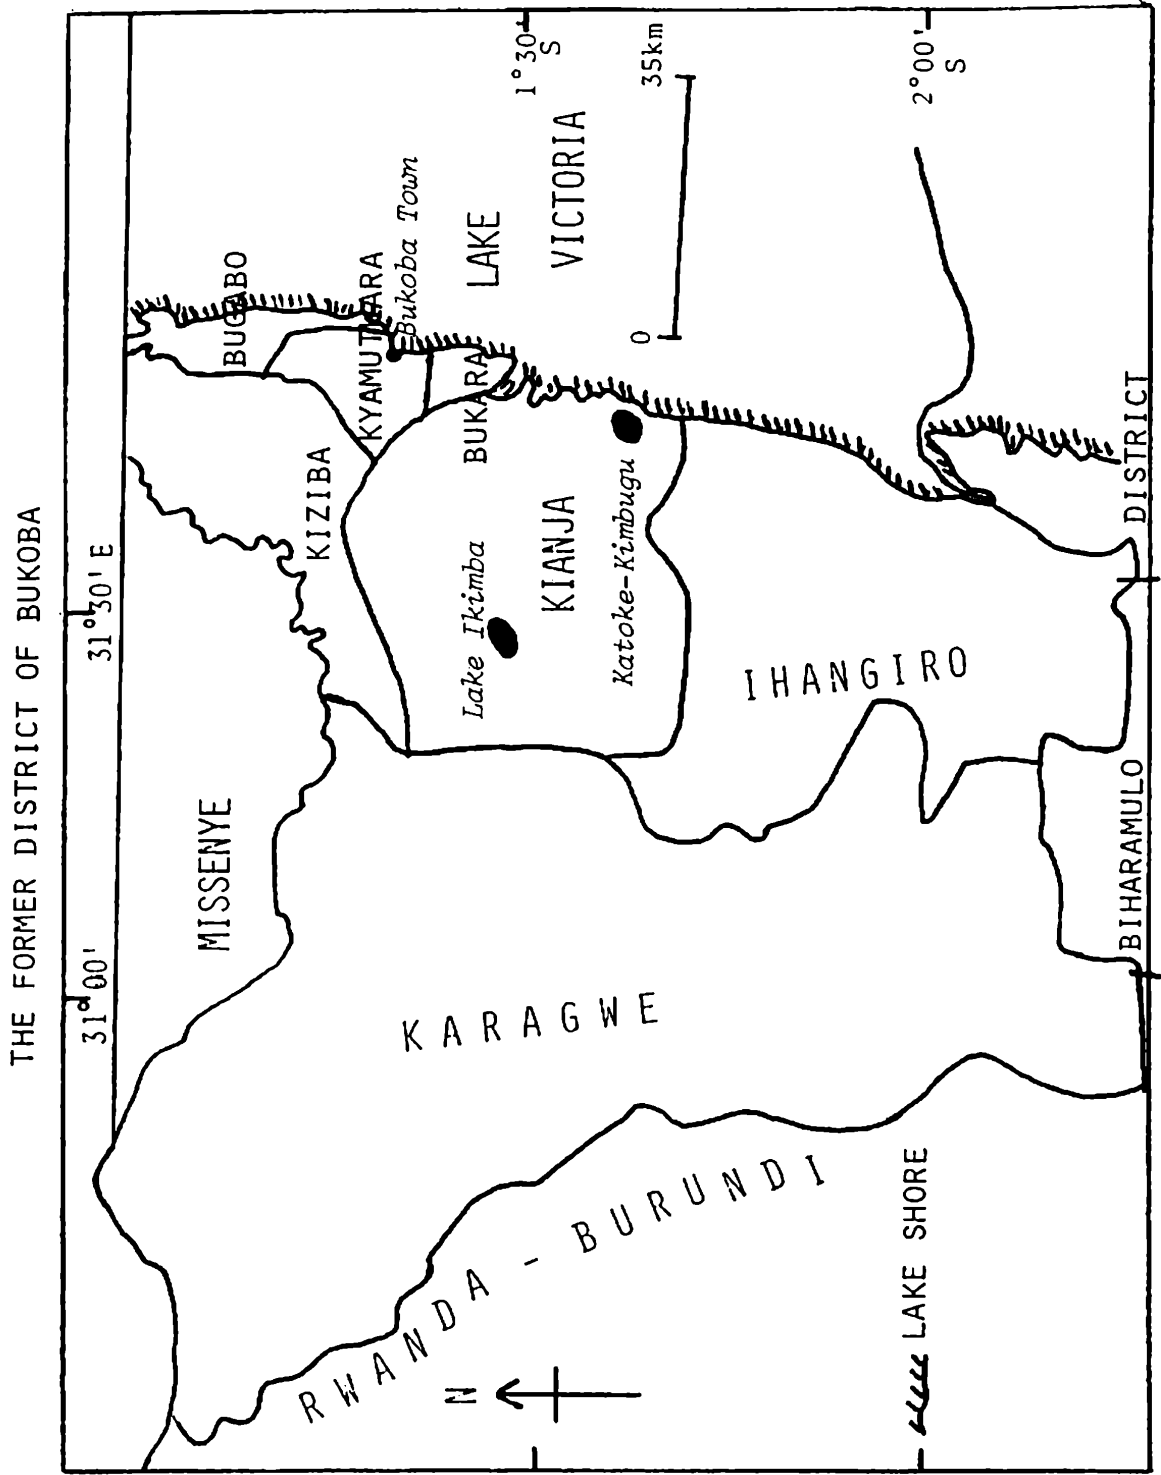 THE FORMER DISTRICT OF BUKOBA
31°00'
31°30'E
MISSENYE
KIZIBA
BUGABO
KYAMUTWARA
Bukoba Town
BUKARA
LAKE
VICTORIA
1°30'
S
Lake Ikimba
KIANJA
Katoke-Kimbugu
0
35km
KARAGWE
IHANGIRO
2°00'
S
RWANDA - BURUNDI
N
LAKE SHORE
BIHARAMULO
DISTRICT